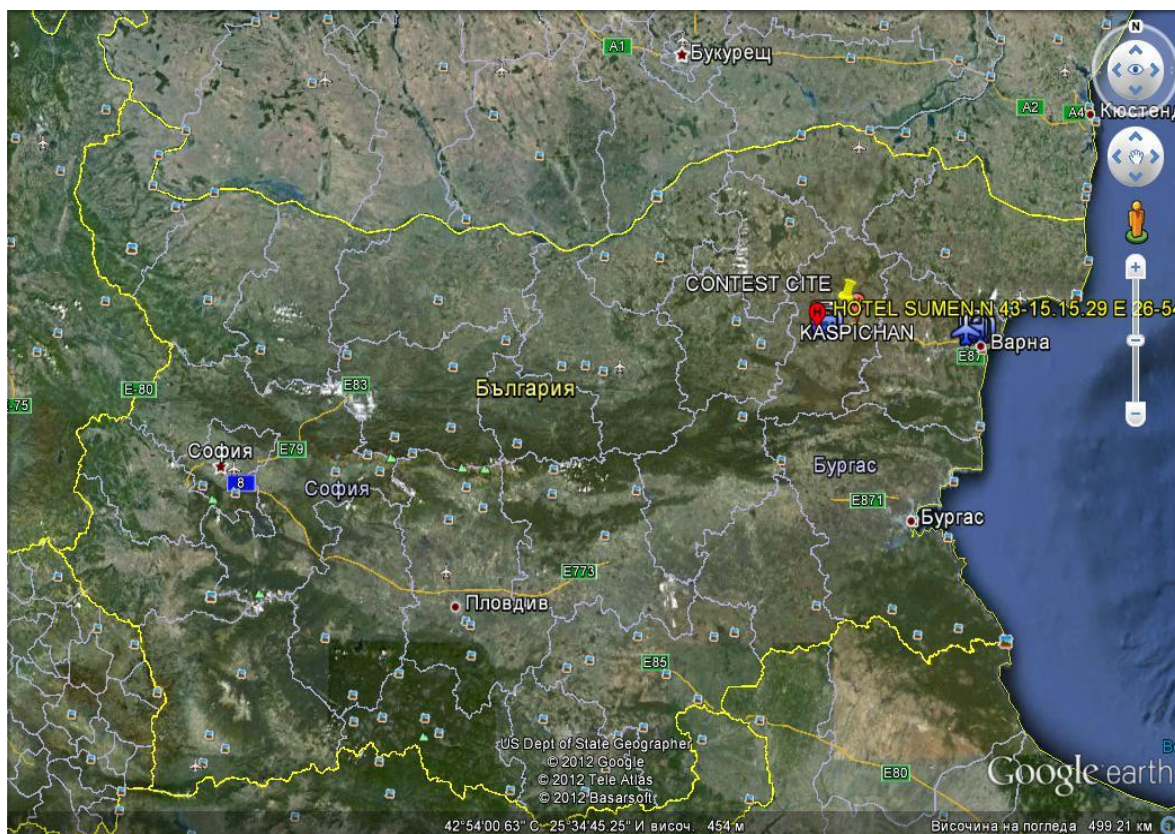 A1
Букурещ
N
A2
A4
Кюстенд
CONTEST CITE
HOTEL SUMEN N 43-15.15.29 E 26-54
KASPICHAN
Варна
E87
E-80
E83
България
E-75
София
E79
8
София
Бургас
E871
Бургас
E773
Пловдив
E85
US Dept of State Geographer
© 2012 Google
© 2012 Tele Atlas
© 2012 Basarsoft
E80
Google earth
42°54'00.63" С 25°34'45.25" И височ. 454 м
Височина на погледа 499.21 км